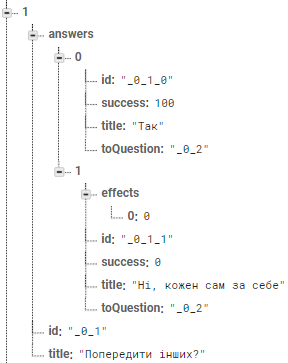 1
answers
0
id: "_0_1_0"
success: 100
title: "Так"
toQuestion: "_0_2"
1
effects
0: 0
id: "_0_1_1"
success: 0
title: "Ні, кожен сам за себе"
toQuestion: "_0_2"
id: "_0_1"
title: "Попередити інших?"